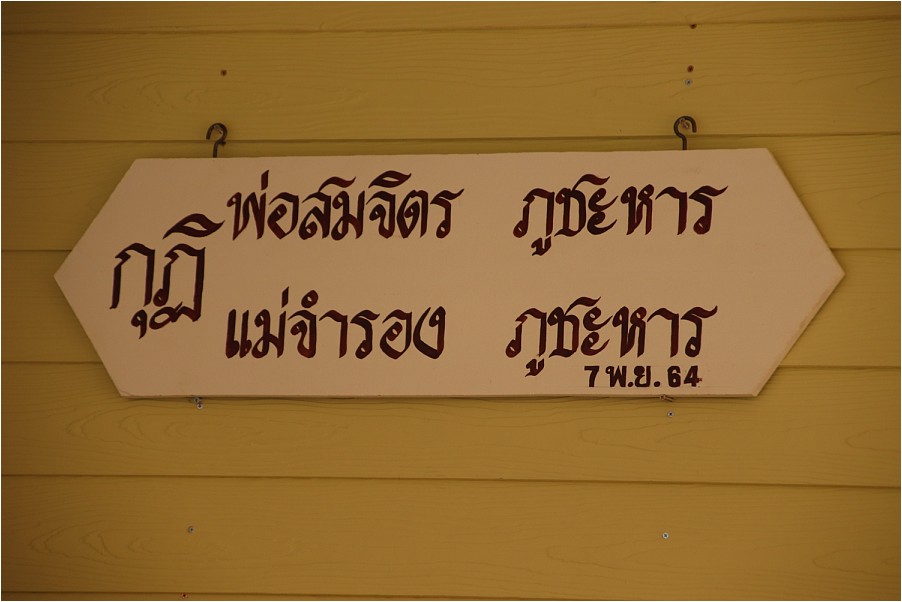 กุฏิ
พ่อสมจิตร ภูชะหาร
แม่จำรอง ภูชะหาร
7 พ.ย. 64